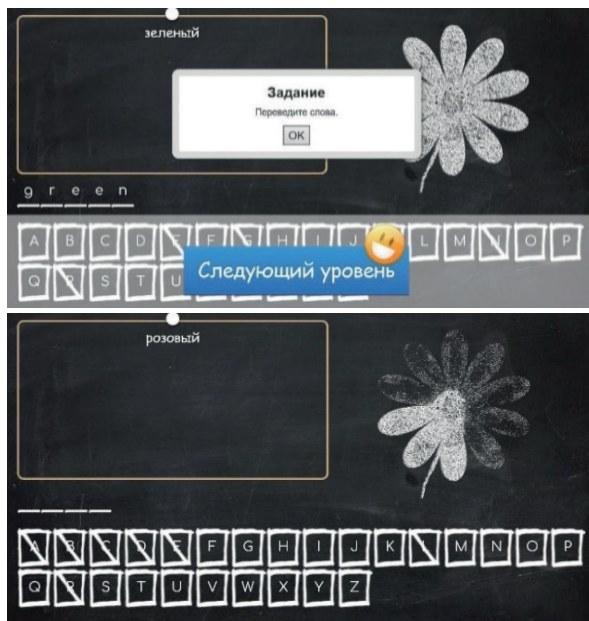 зеленый
Задание
Переведите слова.
OK
g r e e n
A B C D E F G H I J L M N O P
Q R S T U
Следующий уровень
розовый
A B C D E F G H I J K L M N O P
Q R S T U V W X Y Z